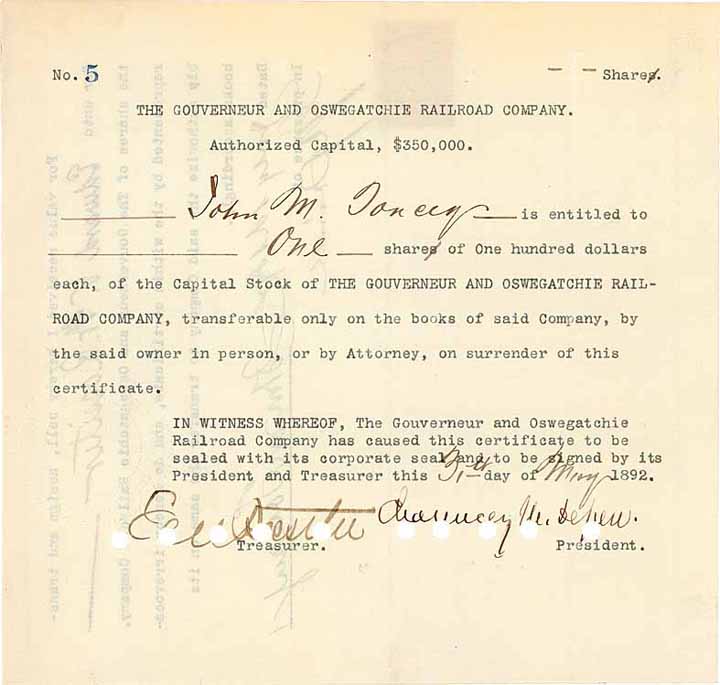 No. 5 Shares.
THE GOUVERNEUR AND OSWEGATCHIE RAILROAD COMPANY.
Authorized Capital, $350,000.
John M. Toucey is entitled to
One shares of One hundred dollars
each, of the Capital Stock of THE GOUVERNEUR AND OSWEGATCHIE RAIL-
ROAD COMPANY, transferable only on the books of said Company, by
the said owner in person, or by Attorney, on surrender of this
certificate.
IN WITNESS WHEREOF, The Gouverneur and Oswegatchie
Railroad Company has caused this certificate to be
sealed with its corporate seal and to be signed by its
President and Treasurer this 31st day of May 1892.
Chauncey M. Depew.
Treasurer. President.